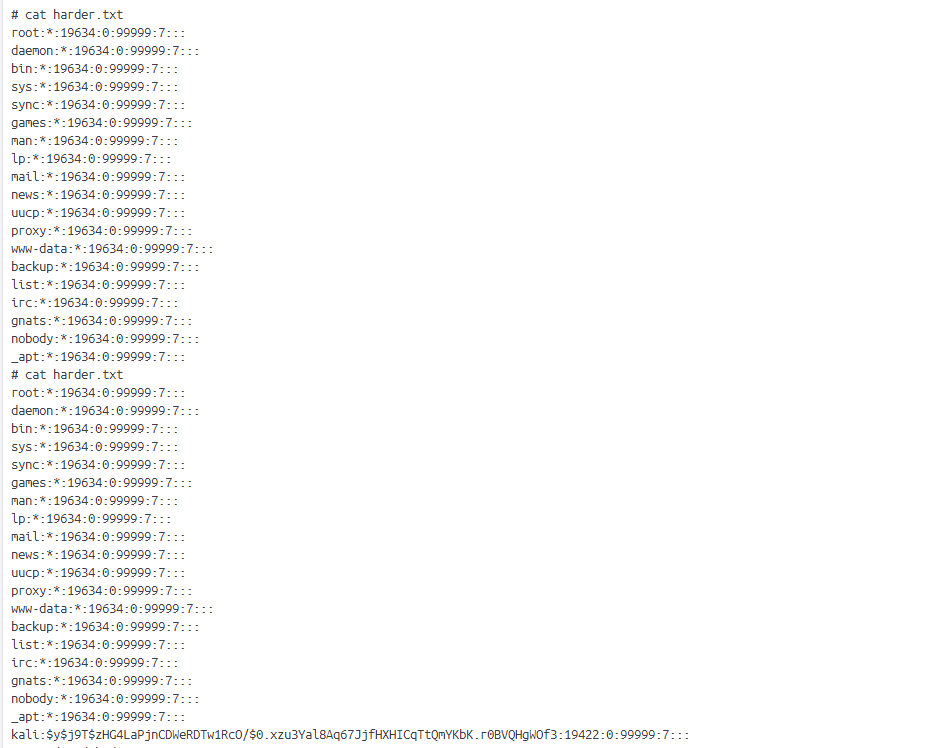 # cat harder.txt
root:*:19634:0:99999:7:::
daemon:*:19634:0:99999:7:::
bin:*:19634:0:99999:7:::
sys:*:19634:0:99999:7:::
sync:*:19634:0:99999:7:::
games:*:19634:0:99999:7:::
man:*:19634:0:99999:7:::
lp:*:19634:0:99999:7:::
mail:*:19634:0:99999:7:::
news:*:19634:0:99999:7:::
uucp:*:19634:0:99999:7:::
proxy:*:19634:0:99999:7:::
www-data:*:19634:0:99999:7:::
backup:*:19634:0:99999:7:::
list:*:19634:0:99999:7:::
irc:*:19634:0:99999:7:::
gnats:*:19634:0:99999:7:::
nobody:*:19634:0:99999:7:::
_apt:*:19634:0:99999:7:::
# cat harder.txt
root:*:19634:0:99999:7:::
daemon:*:19634:0:99999:7:::
bin:*:19634:0:99999:7:::
sys:*:19634:0:99999:7:::
sync:*:19634:0:99999:7:::
games:*:19634:0:99999:7:::
man:*:19634:0:99999:7:::
lp:*:19634:0:99999:7:::
mail:*:19634:0:99999:7:::
news:*:19634:0:99999:7:::
uucp:*:19634:0:99999:7:::
proxy:*:19634:0:99999:7:::
www-data:*:19634:0:99999:7:::
backup:*:19634:0:99999:7:::
list:*:19634:0:99999:7:::
irc:*:19634:0:99999:7:::
gnats:*:19634:0:99999:7:::
nobody:*:19634:0:99999:7:::
_apt:*:19634:0:99999:7:::
kali:$y$j9T$zHG4LaPjnCDWeRDTw1RcO/$0.xzu3Yal8Aq67JjfHXHICqTtQmYKbK.r0BVQHgWOf3:19422:0:99999:7:::